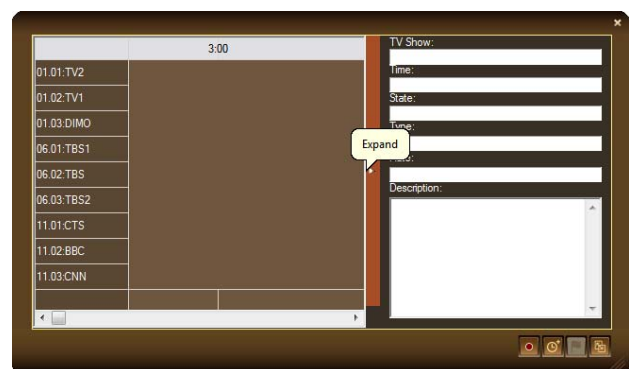 3:00
01.01:TV2
01.02:TV1
01.03:DIMO
06.01:TBS1
06.02:TBS
06.03:TBS2
11.01:CTS
11.02:BBC
11.03:CNN
TV Show:
Time:
State:
Type:
Expand
Description: